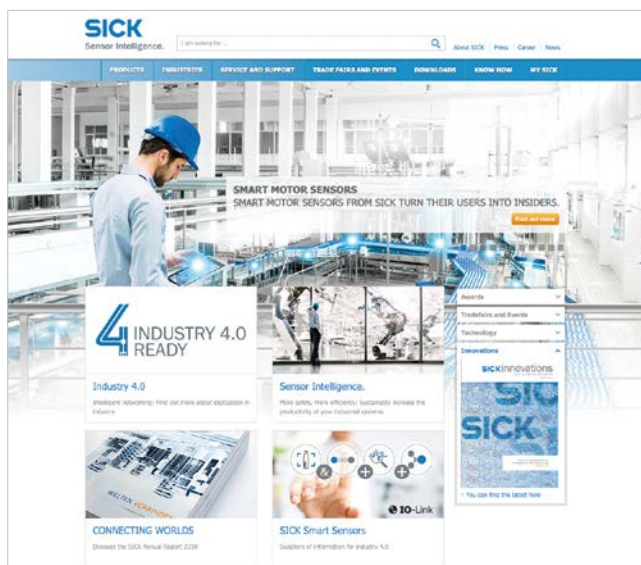 SICK
Sensor Intelligence.
I am looking for ...
About SICK | Press | Career | News
PRODUCTS INDUSTRIES SERVICE AND SUPPORT TRADE FAIRS AND EVENTS DOWNLOADS KNOW HOW MY SICK
SMART MOTOR SENSORS
SMART MOTOR SENSORS FROM SICK TURN THEIR USERS INTO INSIDERS.
Find out more
4 INDUSTRY 4.0
READY
Industry 4.0
Intelligent networking: Find out more about digitization in
industry
Sensor Intelligence.
More safety. More efficiency: Sustainably increase the
productivity of your industrial systems.
Awards
Tradefairs and Events
Technology
Innovations
SICKinnovations
SICK
SICK
› You can find the latest here
WELTEN VERBINDEN
CONNECTING WORLDS
Discover the SICK Annual Report 2016
& + +
IO-Link
SICK Smart Sensors
Suppliers of information for Industry 4.0